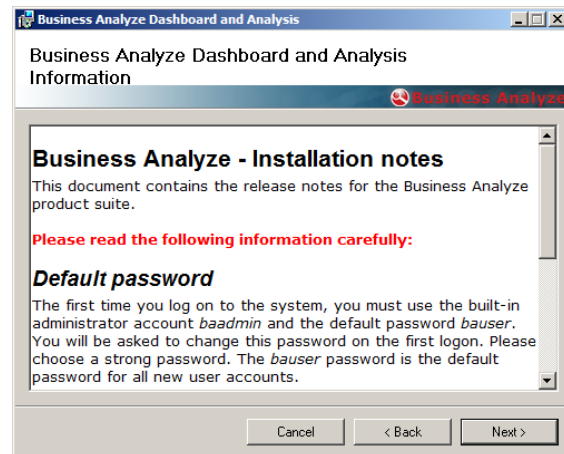 Business Analyze Dashboard and Analysis
Business Analyze Dashboard and Analysis
Information
Business Analyze
Business Analyze - Installation notes
This document contains the release notes for the Business Analyze
product suite.
Please read the following information carefully:
Default password
The first time you log on to the system, you must use the built-in
administrator account baadmin and the default password bauser.
You will be asked to change this password on the first logon. Please
choose a strong password. The bauser password is the default
password for all new user accounts.
Cancel
< Back
Next >